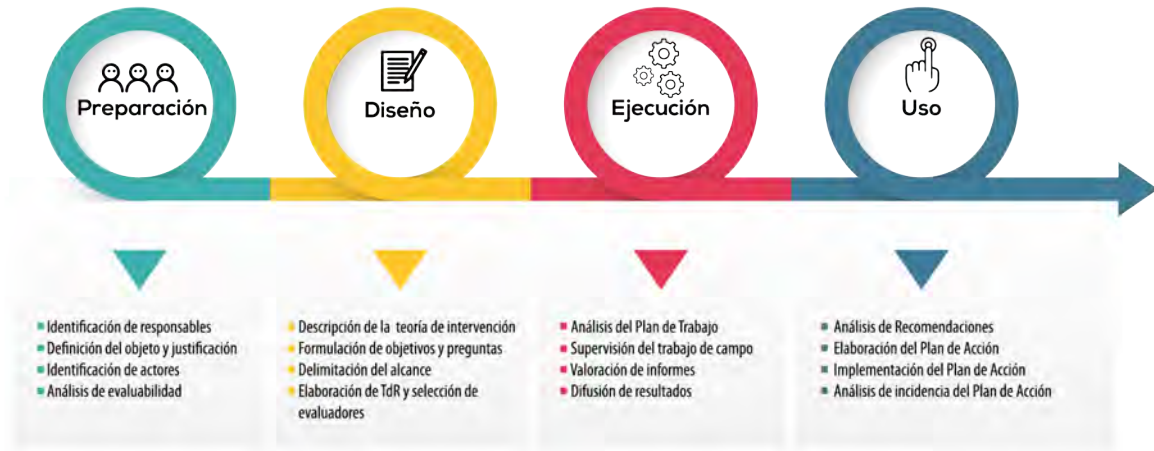 Preparación
Diseño
Ejecución
Uso
Identificación de responsables
Definición del objeto y justificación
Identificación de actores
Análisis de evaluabilidad
Descripción de la teoría de intervención
Formulación de objetivos y preguntas
Delimitación del alcance
Elaboración de TdR y selección de
evaluadores
Análisis del Plan de Trabajo
Supervisión del trabajo de campo
Valoración de informes
Difusión de resultados
Análisis de Recomendaciones
Elaboración del Plan de Acción
Implementación del Plan de Acción
Análisis de incidencia del Plan de Acción